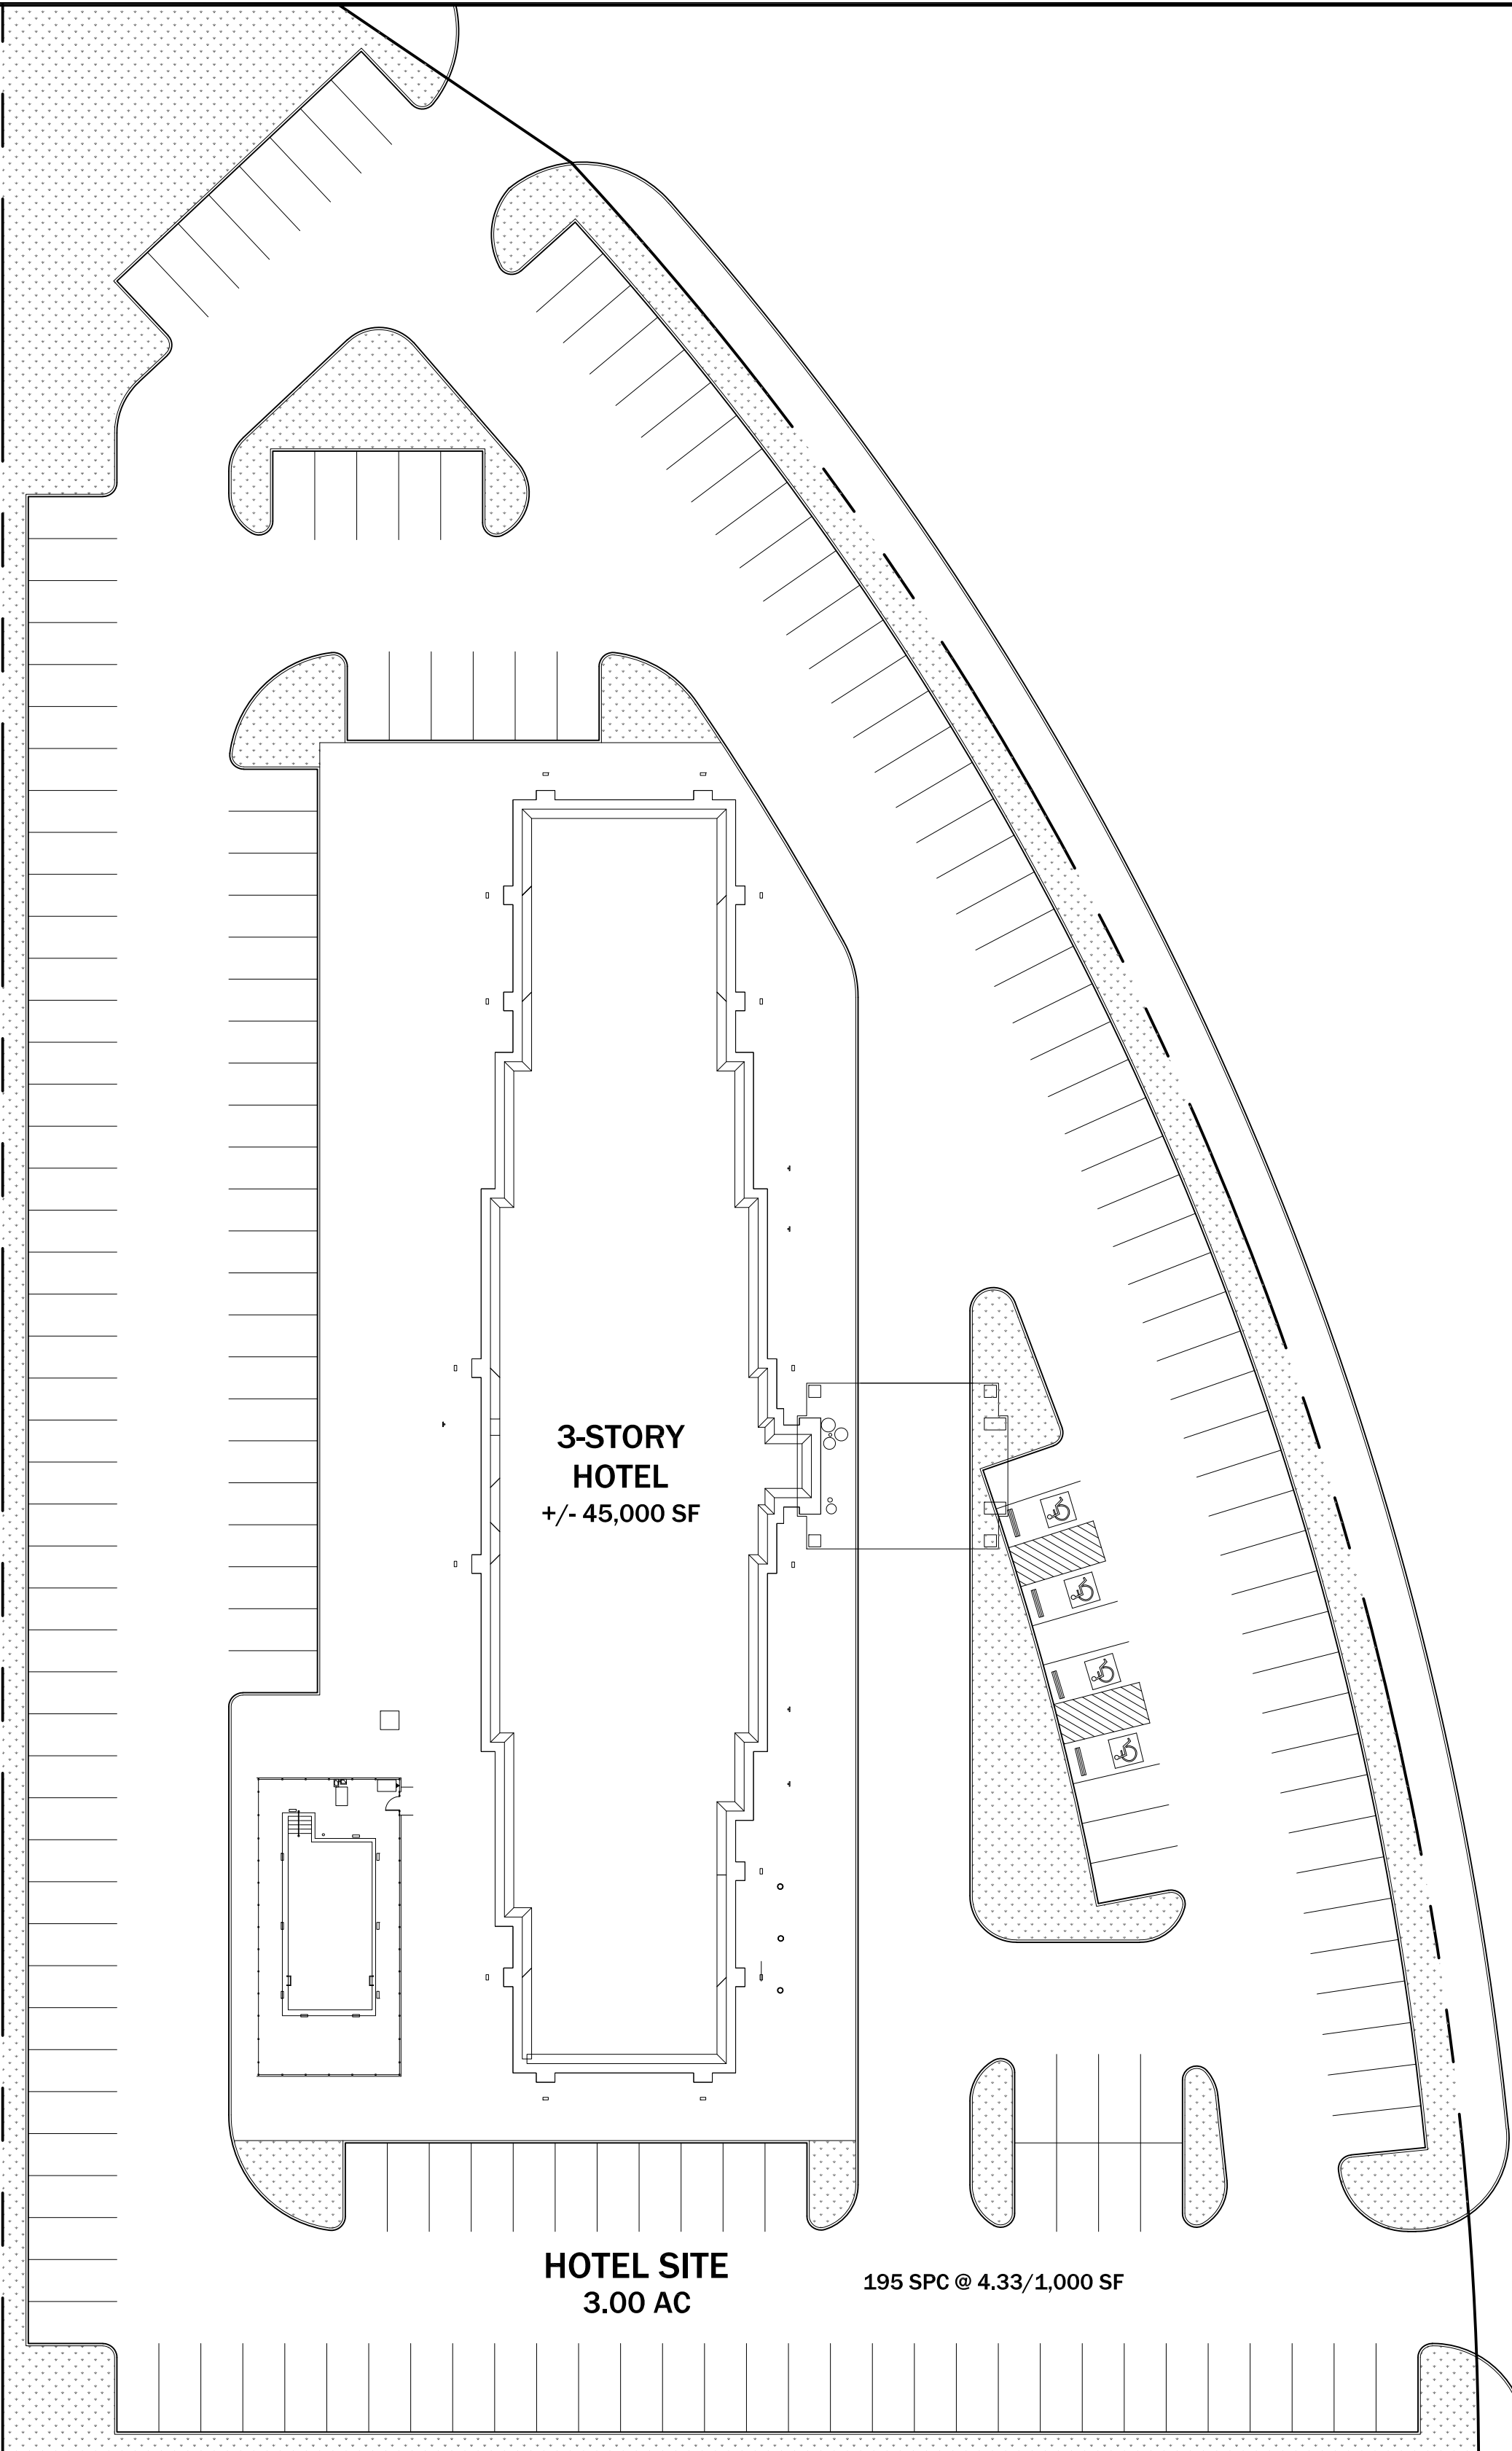 3-STORY
HOTEL
+/- 45,000 SF
HOTEL SITE
3.00 AC
195 SPC @ 4.33/1,000 SF